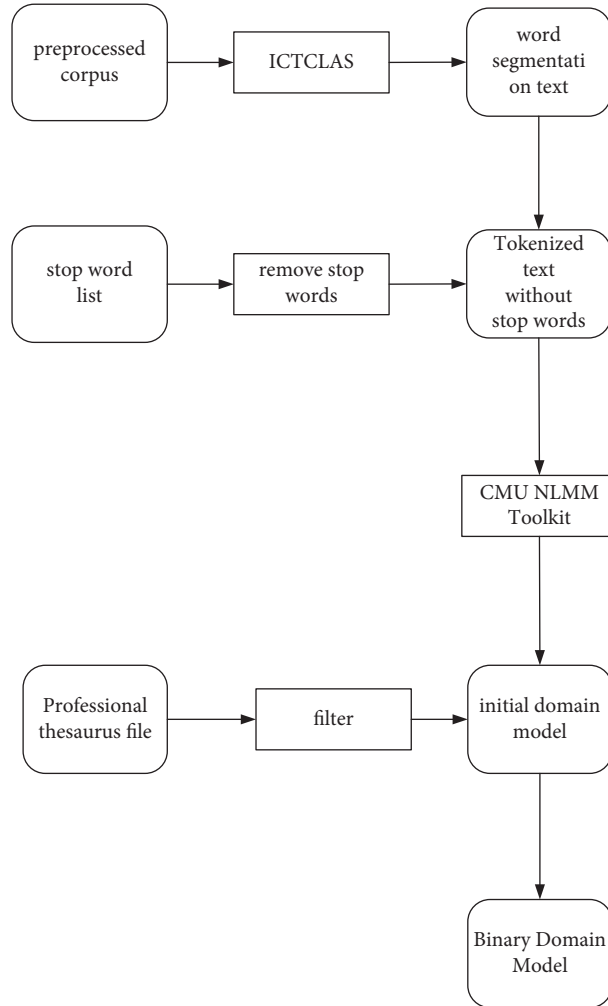 preprocessed
corpus
ICTCLAS
word
segmentati
on text
stop word
list
remove stop
words
Tokenized
text
without
stop words
CMU NLMM
Toolkit
Professional
thesaurus file
filter
initial domain
model
Binary Domain
Model